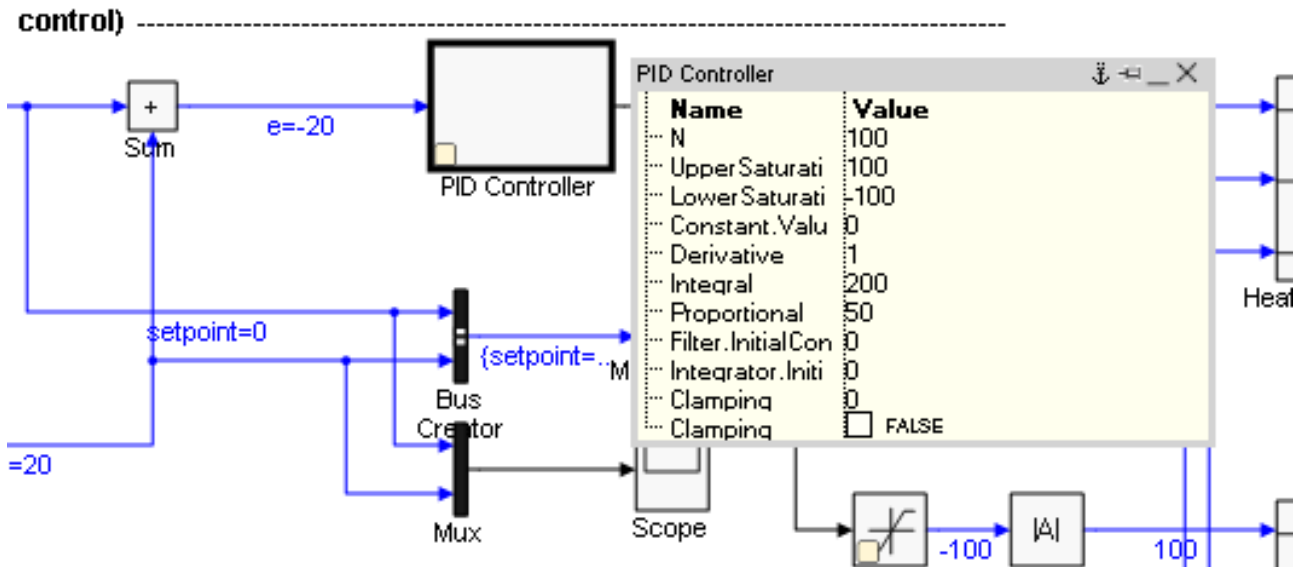 control) ------------------------------------------------------------
+
Sum
e=-20
PID Controller
PID Controller
Name Value
N 100
UpperSaturati 100
LowerSaturati -100
Constant.Valu 0
Derivative 1
Integral 200
Proportional 50
Filter.InitialCon 0
Integrator.Initi 0
Clamping 0
Clamping FALSE
Heat
setpoint=0
{setpoint=..
M
Bus
Creator
=20
Mux
Scope
-100
|A|
100